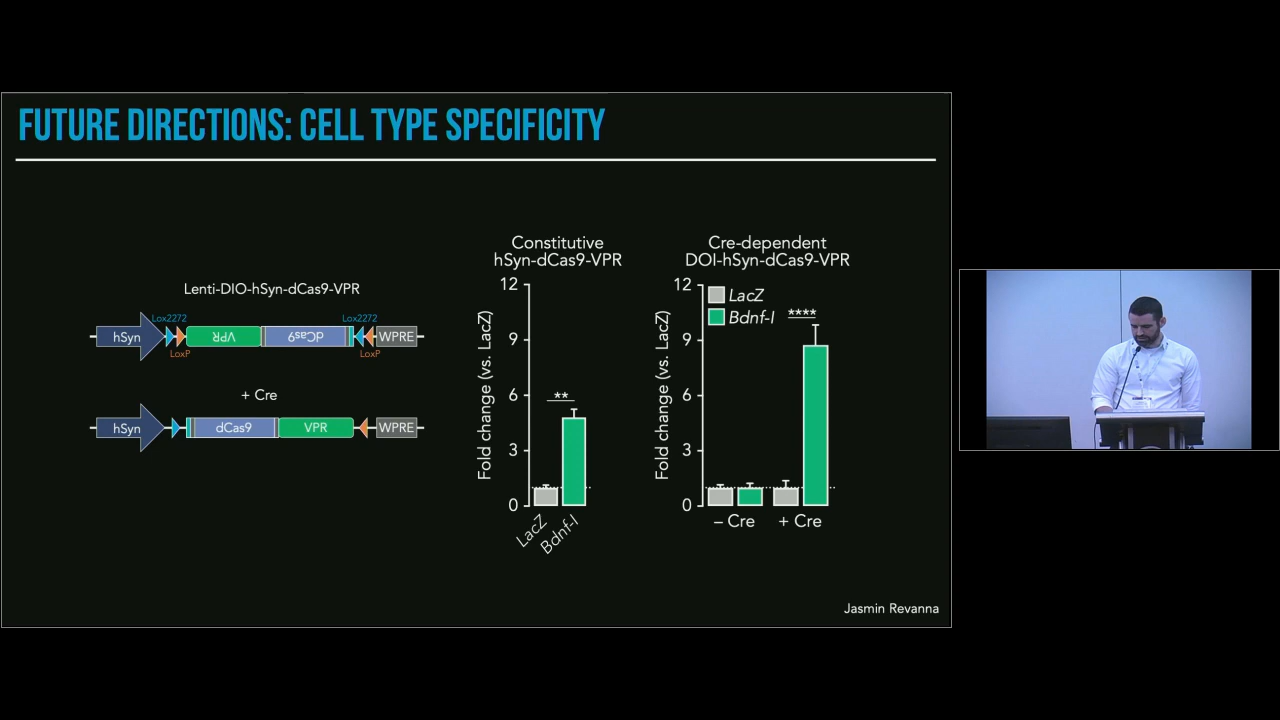 FUTURE DIRECTIONS: CELL TYPE SPECIFICITY
Lenti-DIO-hSyn-dCas9-VPR
Lox2272
Lox2272
hSyn
VPR
dCas9
WPRE
LoxP
LoxP
+ Cre
hSyn
dCas9
VPR
WPRE
Constitutive
hSyn-dCas9-VPR
Fold change (vs. LacZ)
12
9
6
3
0
**
LacZ
Bdnf-I
Cre-dependent
DOI-hSyn-dCas9-VPR
Fold change (vs. LacZ)
12
9
6
3
0
LacZ
Bdnf-I
****
– Cre
+ Cre
Jasmin Revanna